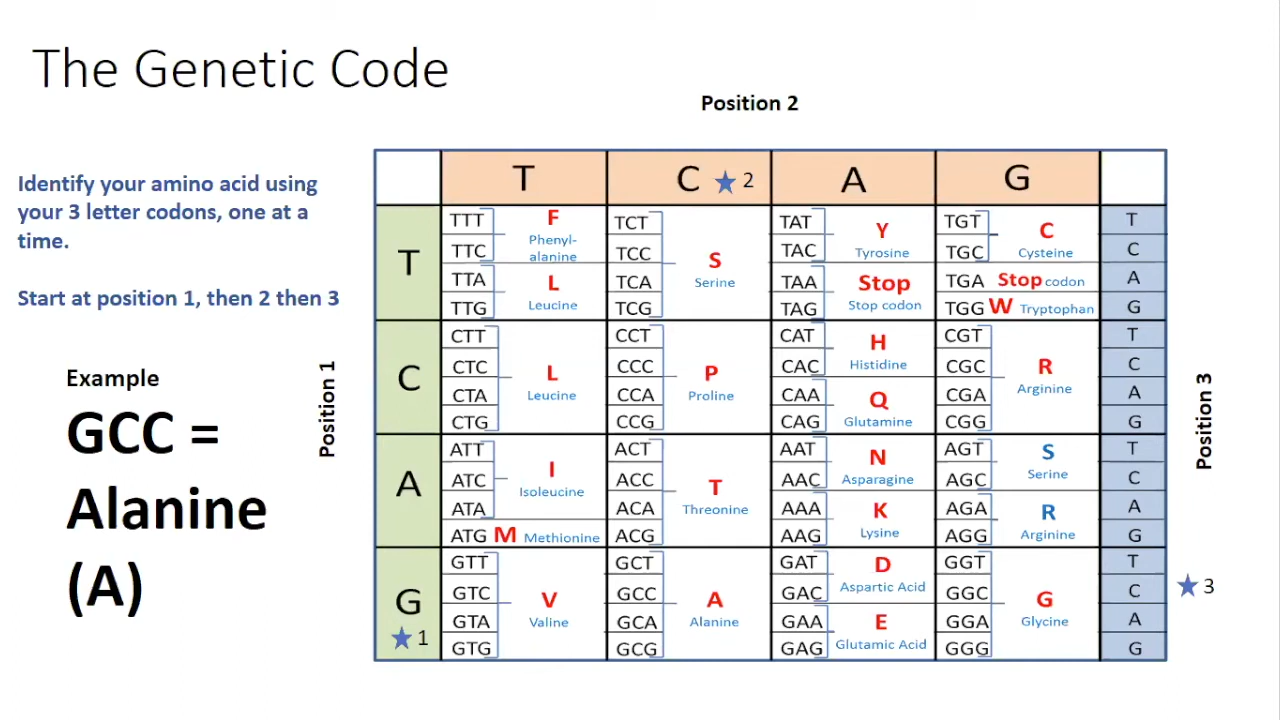 The Genetic Code
Position 2
Identify your amino acid using
your 3 letter codons, one at a
time.
Start at position 1, then 2 then 3
Example
GCC =
Alanine
(A)
Position 1
T
C 2
A
G
T
TTT
TTC
F
Phenyl-
alanine
TTA
TTG
L
Leucine
TCT
TCC
TCA
TCG
S
Serine
TAT
TAC
Y
Tyrosine
TAA
TAG
Stop
Stop codon
TGT
TGC
C
Cysteine
TGA Stop codon
TGG W Tryptophan
T
C
A
G
C
CTT
CTC
CTA
CTG
L
Leucine
CCT
CCC
CCA
CCG
P
Proline
CAT
CAC
H
Histidine
CAA
CAG
Q
Glutamine
CGT
CGC
CGA
CGG
R
Arginine
T
C
A
G
A
ATT
ATC
ATA
I
Isoleucine
ATG M Methionine
ACT
ACC
ACA
ACG
T
Threonine
AAT
AAC
N
Asparagine
AAA
AAG
K
Lysine
AGT
AGC
S
Serine
AGA
AGG
R
Arginine
T
C
A
G
G
1
GTT
GTC
GTA
GTG
V
Valine
GCT
GCC
GCA
GCG
A
Alanine
GAT
GAC
D
Aspartic Acid
GAA
GAG
E
Glutamic Acid
GGT
GGC
GGA
GGG
G
Glycine
T
C
A
G
3
Position 3